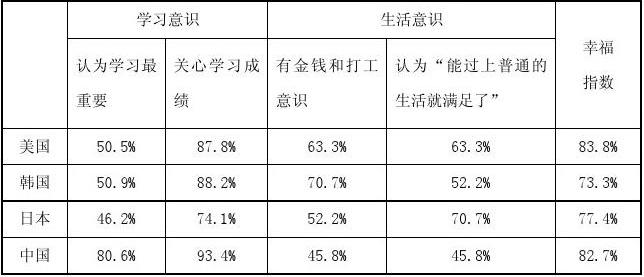 学习意识 生活意识 幸福指数
认为学习最重要 关心学习成绩 有金钱和打工意识 认为“能过上普通的生活就满足了”
美国 50.5% 87.8% 63.3% 63.3% 83.8%
韩国 50.9% 88.2% 70.7% 52.2% 73.3%
日本 46.2% 74.1% 52.2% 70.7% 77.4%
中国 80.6% 93.4% 45.8% 45.8% 82.7%